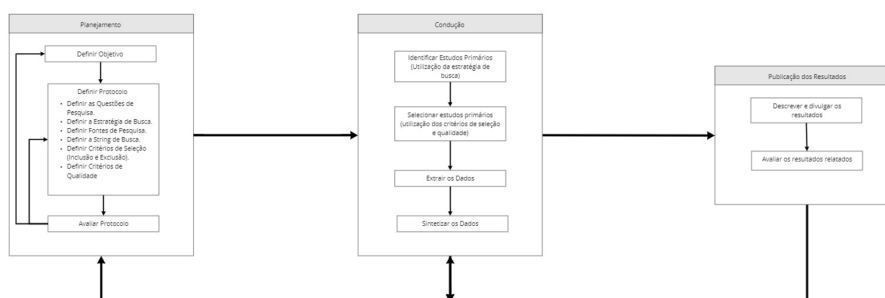 Planejamento
Definir Objetivo
Definir Protocolo
• Definir as Questões de
Pesquisa.
• Definir a Estratégia de Busca.
• Definir Fontes de Pesquisa.
• Definir a String de Busca.
• Definir Critérios de Seleção
(Inclusão e Exclusão).
• Definir Critérios de
Qualidade
Avaliar Protocolo
Condução
Identificar Estudos Primários
(Utilização da estratégia de
busca)
Selecionar estudos primários
(utilização dos critérios de seleção
e qualidade)
Extrair os Dados
Sintetizar os Dados
Publicação dos Resultados
Descrever e divulgar os
resultados
Avaliar os resultados relatados